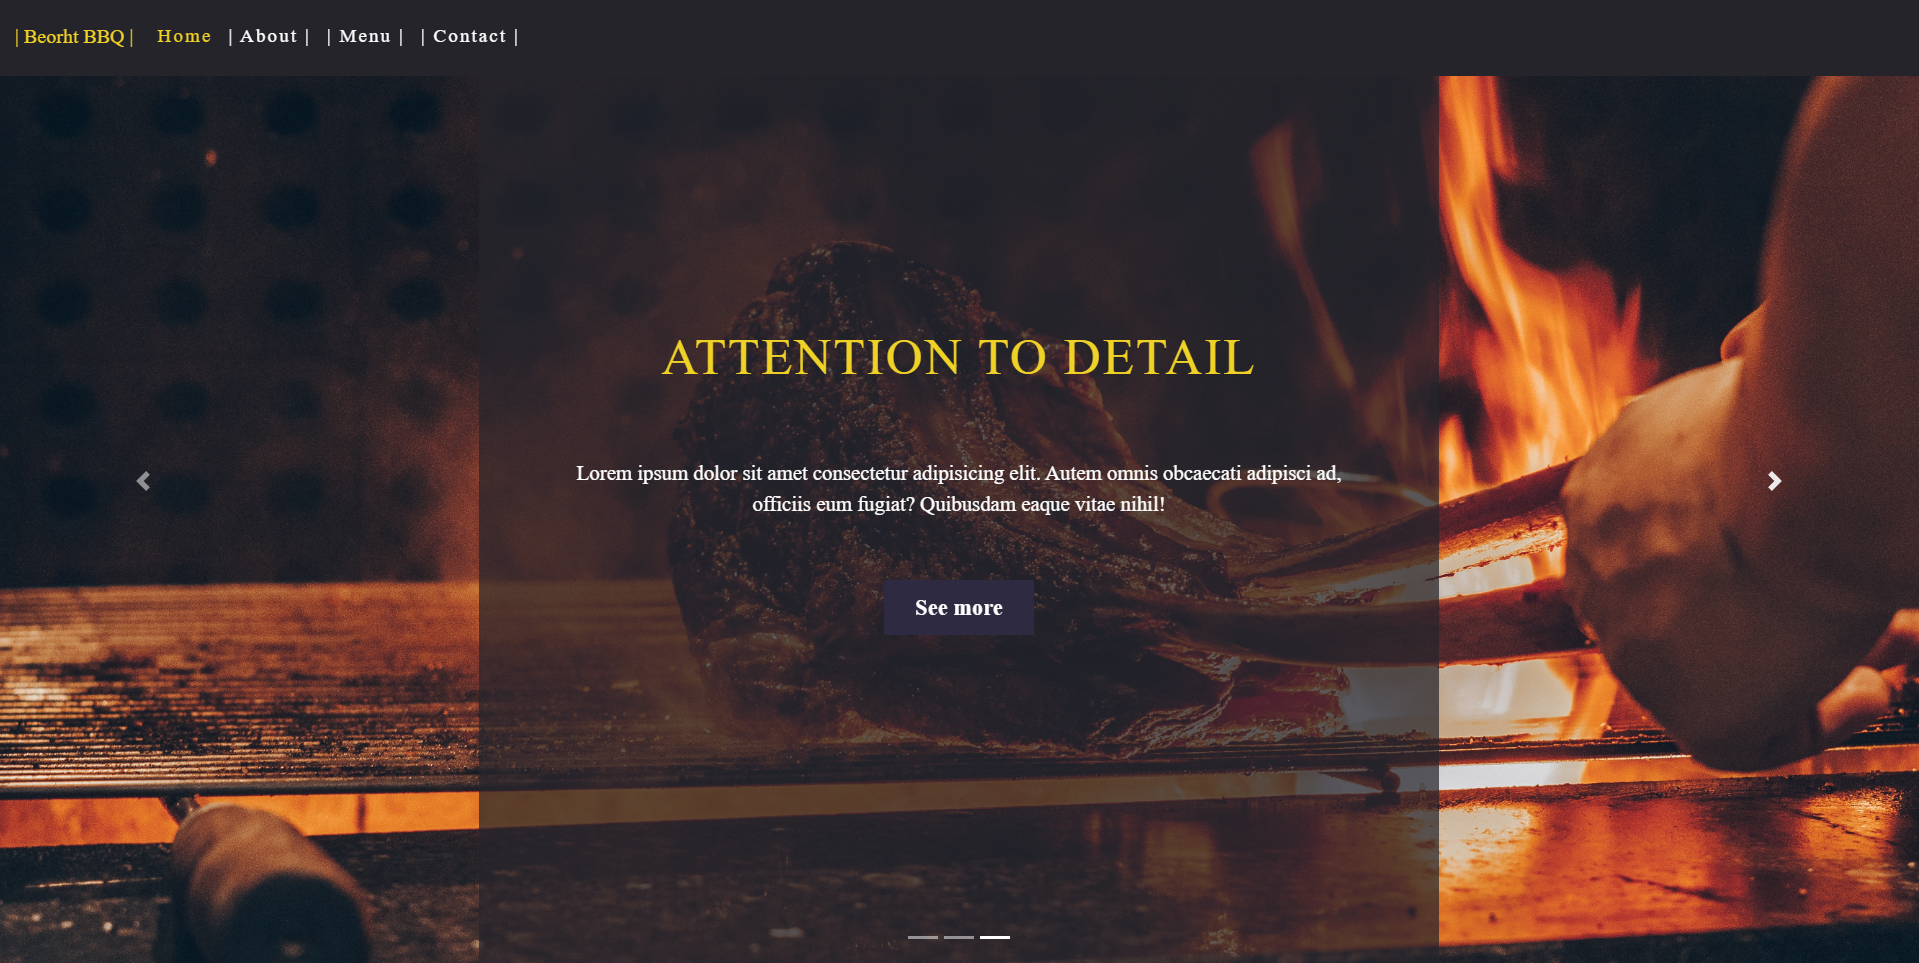 | Beorht BBQ | Home | About | | Menu | | Contact |
ATTENTION TO DETAIL
Lorem ipsum dolor sit amet consectetur adipisicing elit. Autem omnis obcaecati adipisci ad,
officiis eum fugiat? Quibusdam eaque vitae nihil!
See more